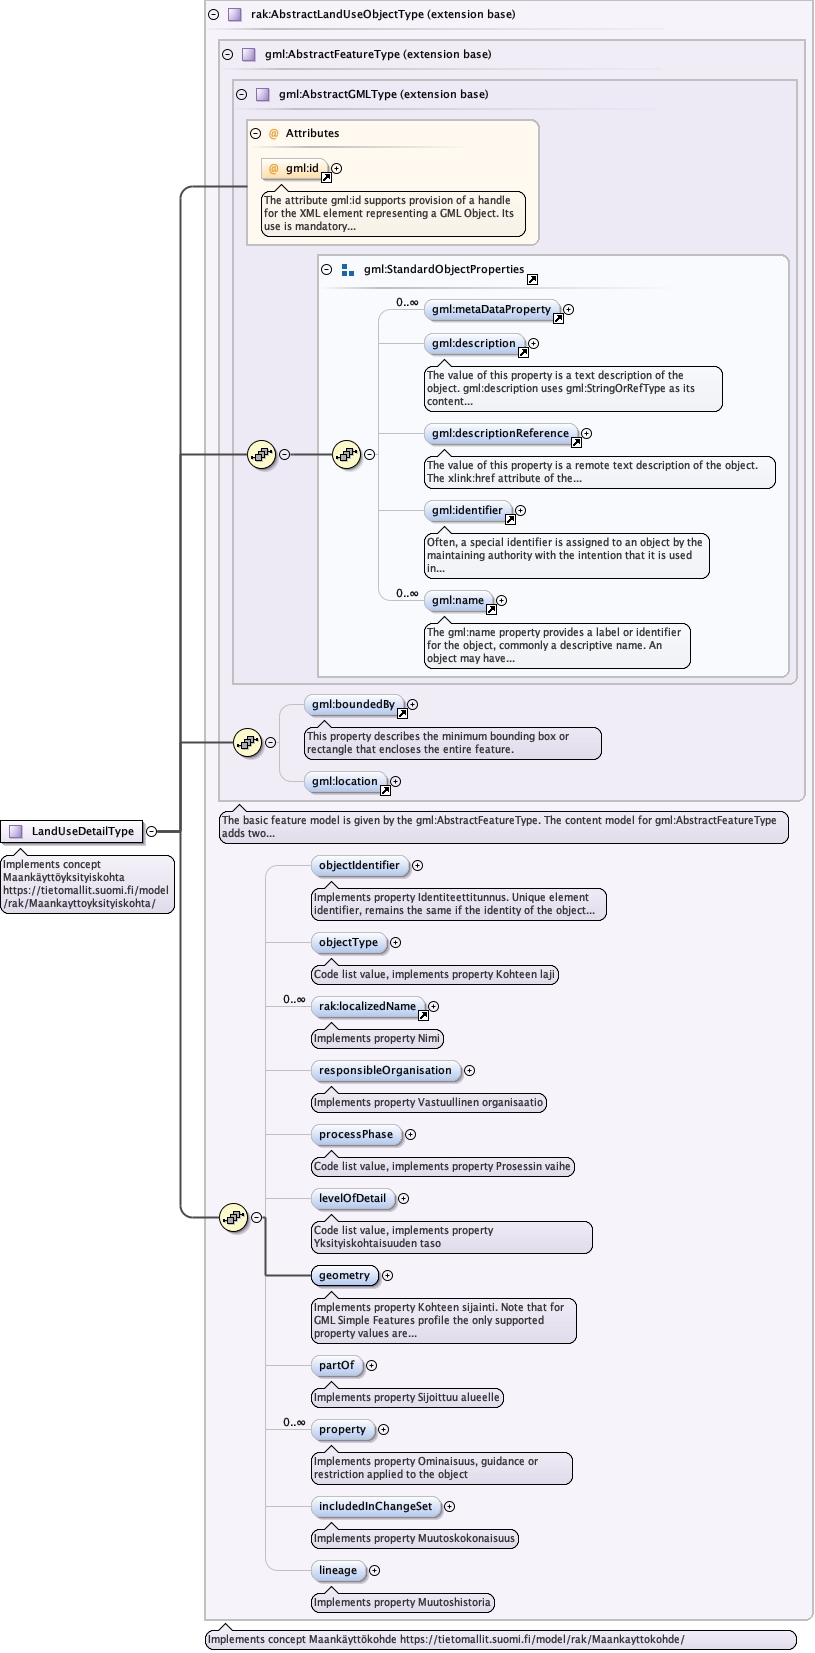 rak:AbstractLandUseObjectType (extension base)
gml:AbstractFeatureType (extension base)
gml:AbstractGMLType (extension base)
@ Attributes
@ gml:id
The attribute gml:id supports provision of a handle
for the XML element representing a GML Object. Its
use is mandatory...
gml:StandardObjectProperties
0..∞
gml:metaDataProperty
gml:description
The value of this property is a text description of the
object. gml:description uses gml:StringOrRefType as its
content...
gml:descriptionReference
The value of this property is a remote text description of the object.
The xlink:href attribute of the...
gml:identifier
Often, a special identifier is assigned to an object by the
maintaining authority with the intention that it is used
in...
0..∞
gml:name
The gml:name property provides a label or identifier
for the object, commonly a descriptive name. An
object may have...
gml:boundedBy
This property describes the minimum bounding box or
rectangle that encloses the entire feature.
gml:location
The basic feature model is given by the gml:AbstractFeatureType. The content model for gml:AbstractFeatureType
adds two...
LandUseDetailType
Implements concept
Maankäyttöyksityiskohta
https://tietomallit.suomi.fi/model
/rak/Maankayttoyksityiskohta/
objectIdentifier
Implements property Identiteettitunnus. Unique element
identifier, remains the same if the identity of the object...
objectType
Code list value, implements property Kohteen laji
0..∞
rak:localizedName
Implements property Nimi
responsibleOrganisation
Implements property Vastuullinen organisaatio
processPhase
Code list value, implements property Prosessin vaihe
levelOfDetail
Code list value, implements property
Yksityiskohtaisuuden taso
geometry
Implements property Kohteen sijainti. Note that for
GML Simple Features profile the only supported
property values are...
partOf
Implements property Sijoittuu alueelle
0..∞
property
Implements property Ominaisuus, guidance or
restriction applied to the object
includedInChangeSet
Implements property Muutoskokonaisuus
lineage
Implements property Muutoshistoria
Implements concept Maankäyttökohde https://tietomallit.suomi.fi/model/rak/Maankayttokohde/